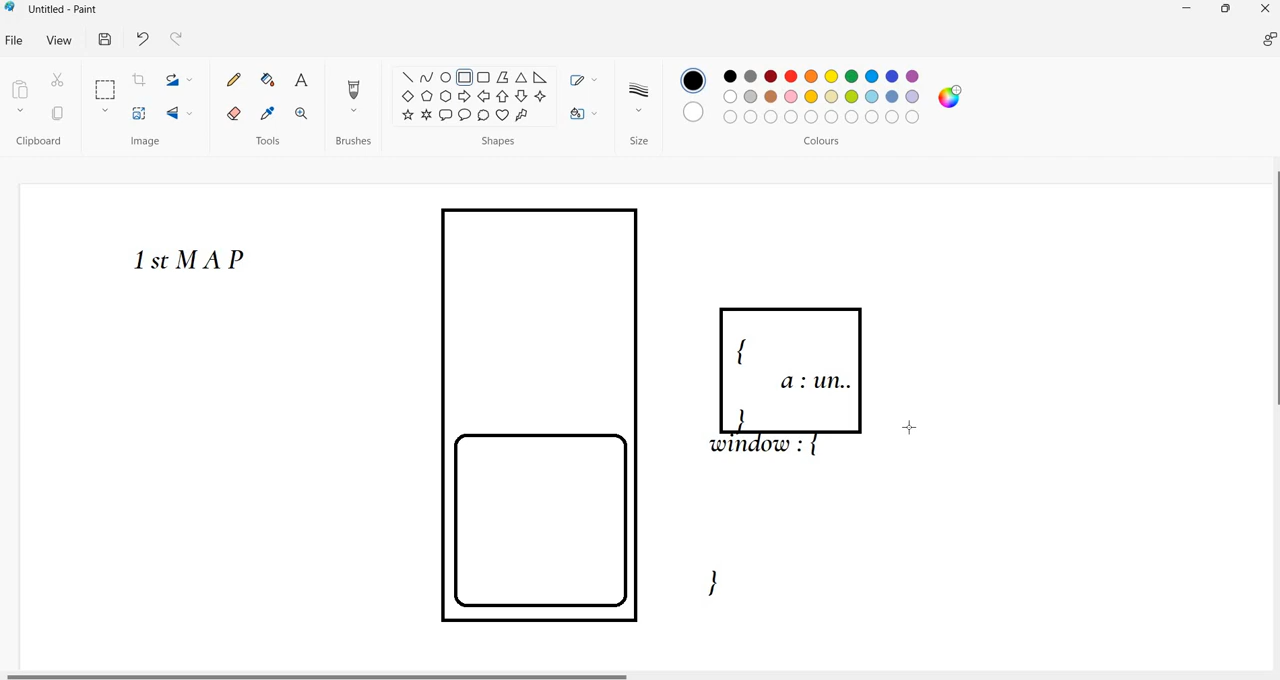 Untitled - Paint
File View
Clipboard
Image
Tools
Brushes
Shapes
Size
Colours
1 st M A P
{
a : un..
}
window : {
}